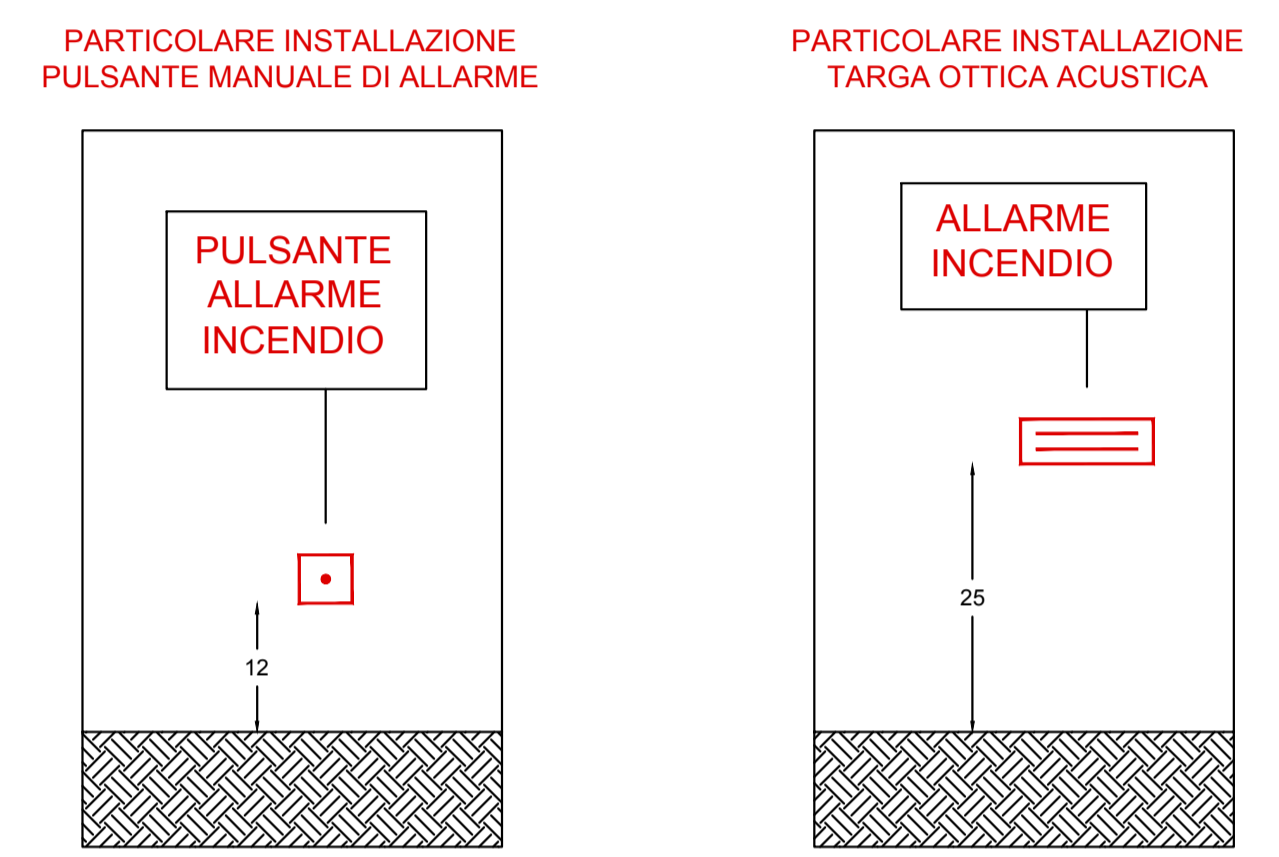 PARTICOLARE INSTALLAZIONE
PULSANTE MANUALE DI ALLARME
PULSANTE
ALLARME
INCENDIO
12
PARTICOLARE INSTALLAZIONE
TARGA OTTICA ACUSTICA
ALLARME
INCENDIO
25